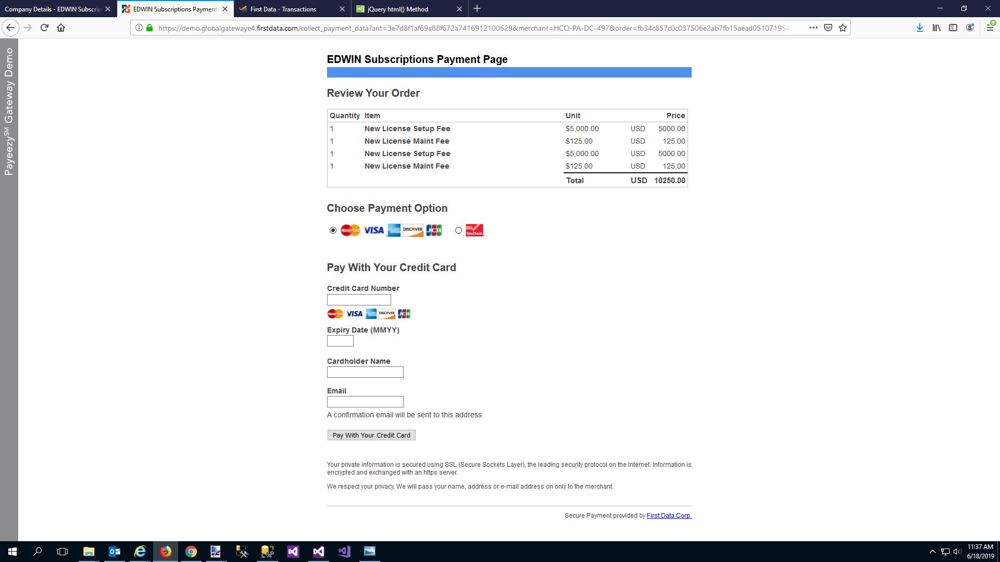 Company Details - EDWIN Subscrip
EDWIN Subscriptions Payment
First Data - Transactions
jQuery html() Method
https://demo.globalgatewaye4.firstdata.com/collect_payment_data?ant=3e7d8f1af69a88f672a7416912100629&merchant=HCO-PA-DC-497&order=fb34c857c0c037506e2ab7fb15aead051071954
Payeezy℠ Gateway Demo
EDWIN Subscriptions Payment Page
Review Your Order
Quantity Item Unit Price
1 New License Setup Fee $5,000.00 USD 5000.00
1 New License Maint Fee $125.00 USD 125.00
1 New License Setup Fee $5,000.00 USD 5000.00
1 New License Maint Fee $125.00 USD 125.00
Total USD 10250.00
Choose Payment Option
MasterCard VISA DISCOVER JCB TeleCheck
Pay With Your Credit Card
Credit Card Number
MasterCard VISA DISCOVER JCB
Expiry Date (MMYY)
Cardholder Name
Email
A confirmation email will be sent to this address.
Pay With Your Credit Card
Your private information is secured using SSL (Secure Sockets Layer), the leading security protocol on the Internet. Information is
encrypted and exchanged with an https server.
We respect your privacy. We will pass your name, address or e-mail address on only to the merchant.
Secure Payment provided by First Data Corp.
11:37 AM
6/18/2019